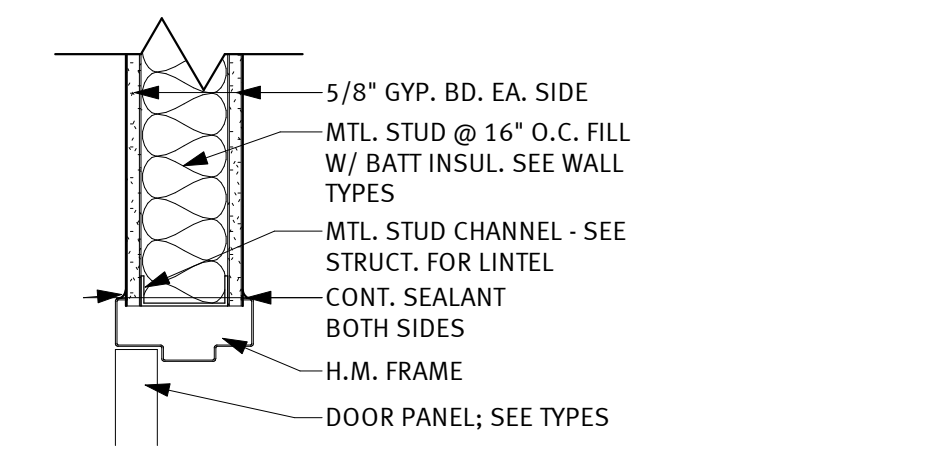 5/8" GYP. BD. EA. SIDE
MTL. STUD @ 16" O.C. FILL
W/ BATT INSUL. SEE WALL
TYPES
MTL. STUD CHANNEL - SEE
STRUCT. FOR LINTEL
CONT. SEALANT
BOTH SIDES
H.M. FRAME
DOOR PANEL; SEE TYPES